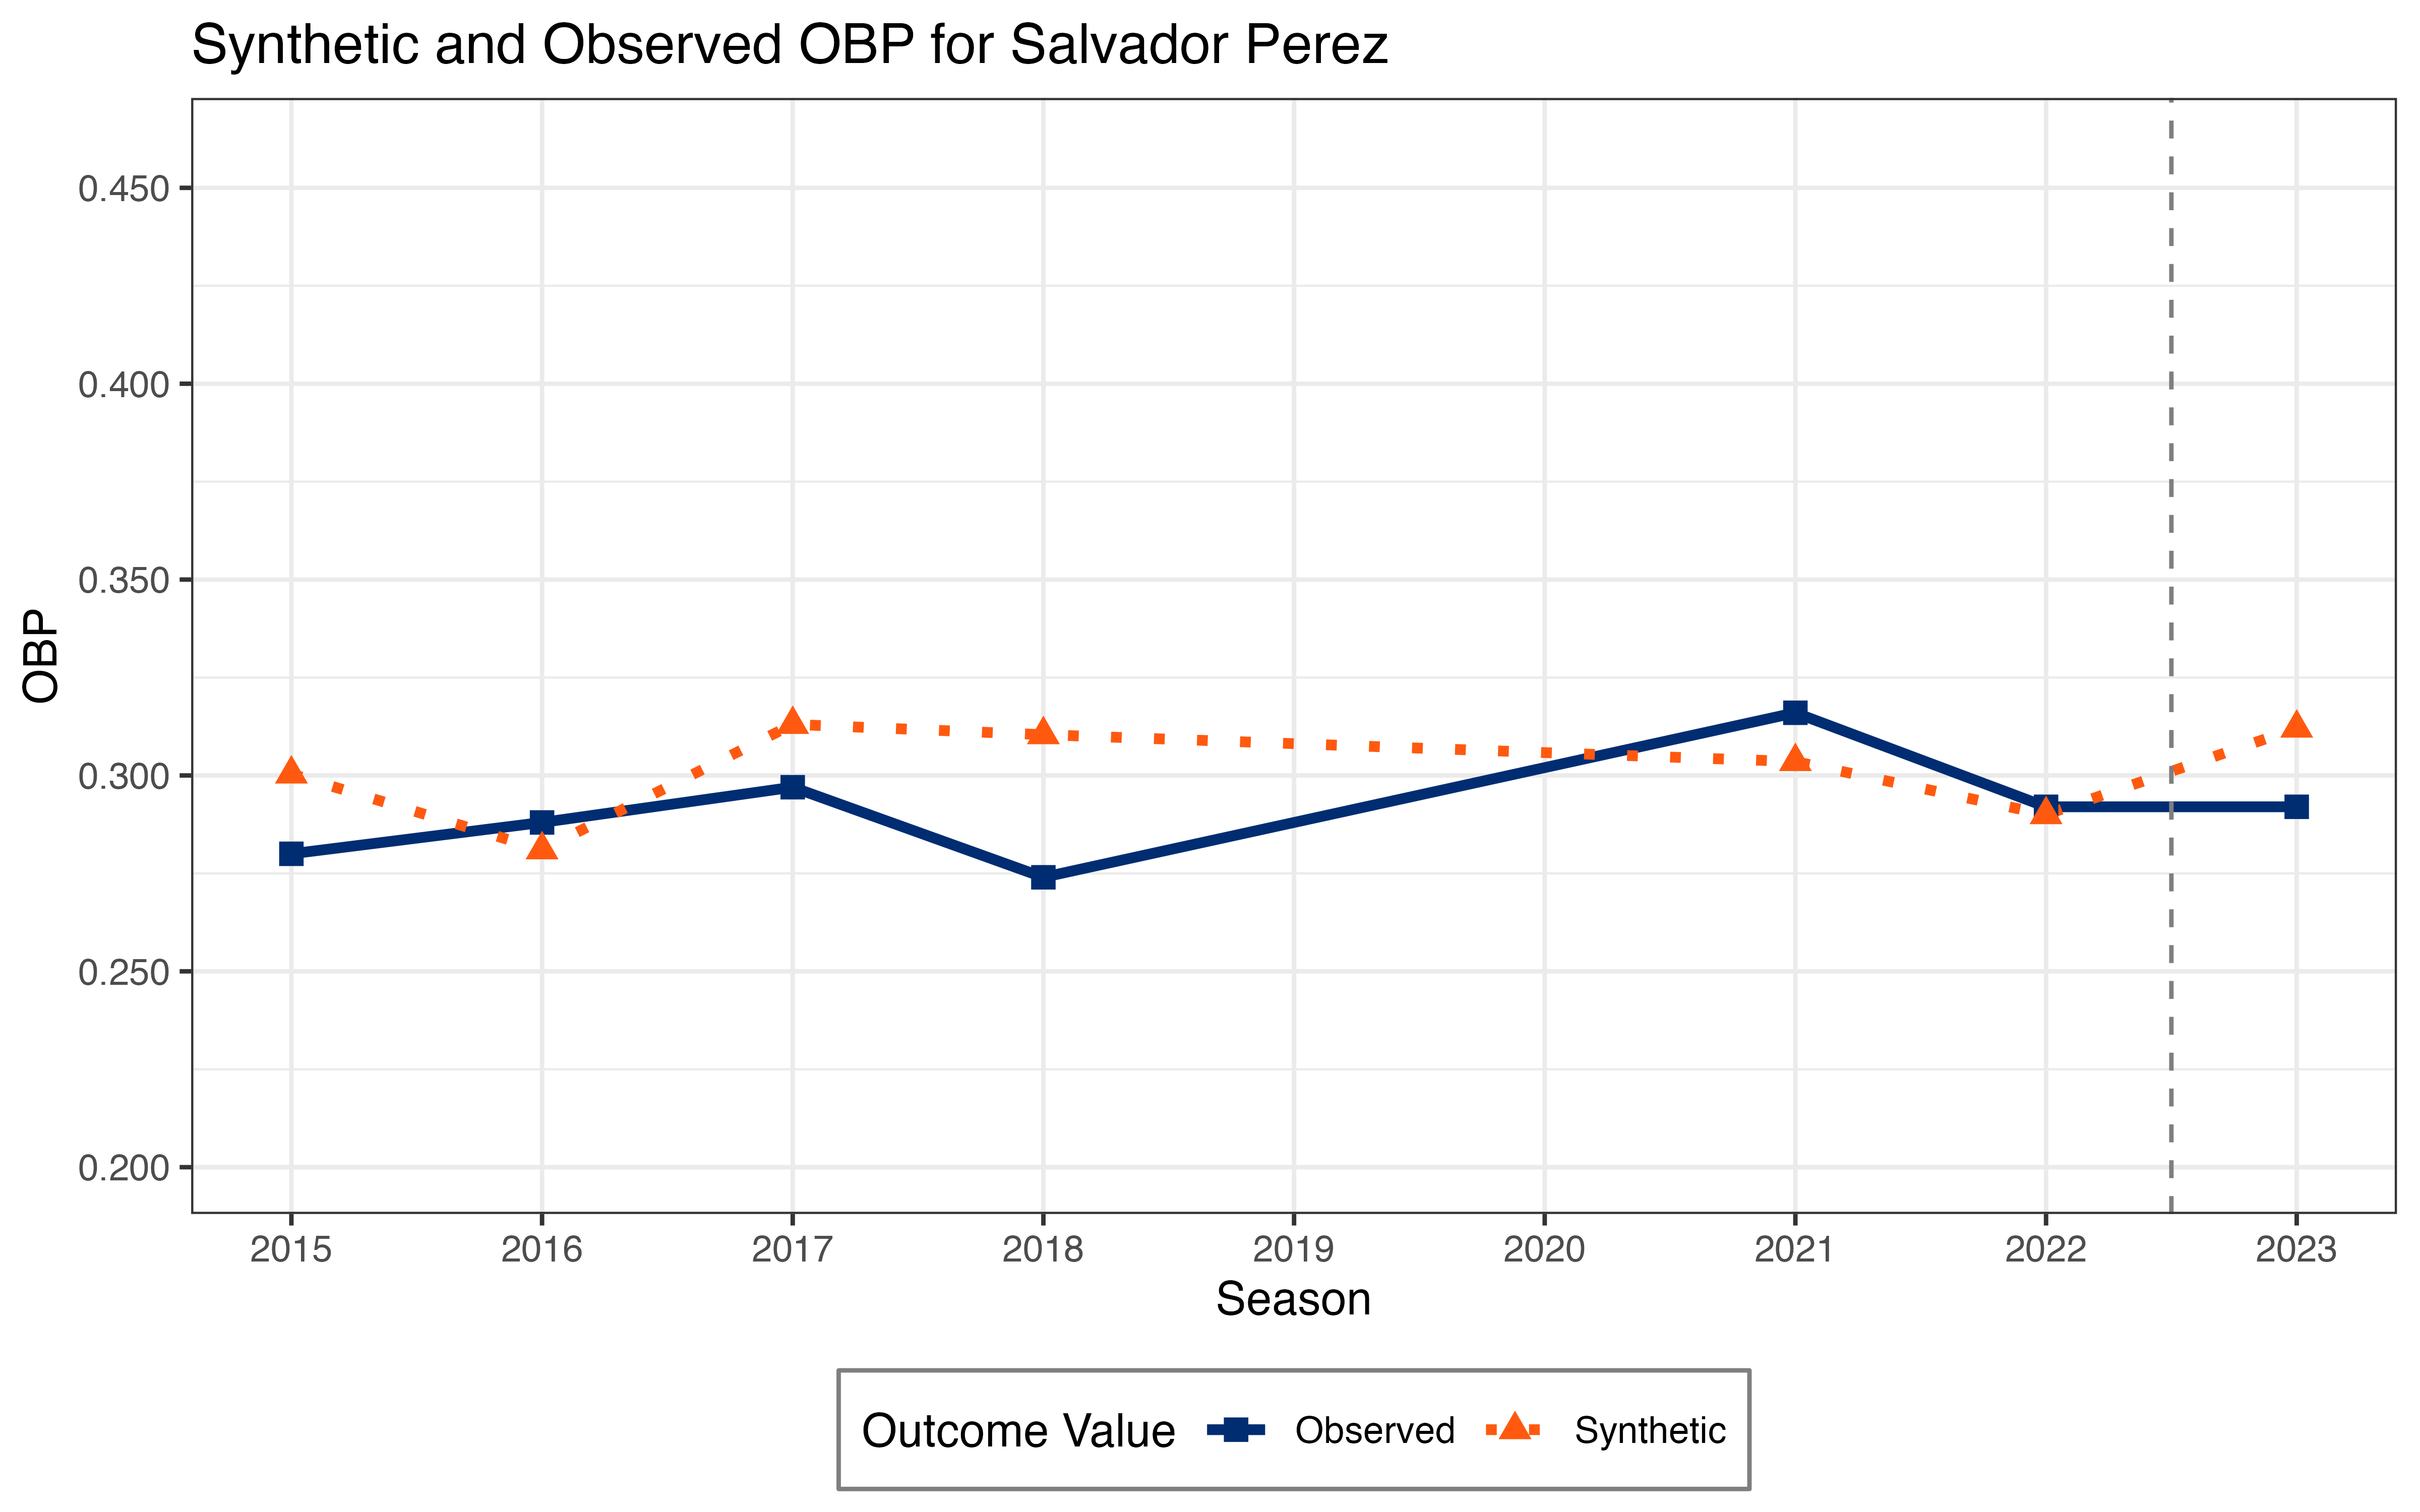 Synthetic and Observed OBP for Salvador Perez
OBP
0.450
0.400
0.350
0.300
0.250
0.200
2015 2016 2017 2018 2019 2020 2021 2022 2023
Season
Outcome Value Observed Synthetic